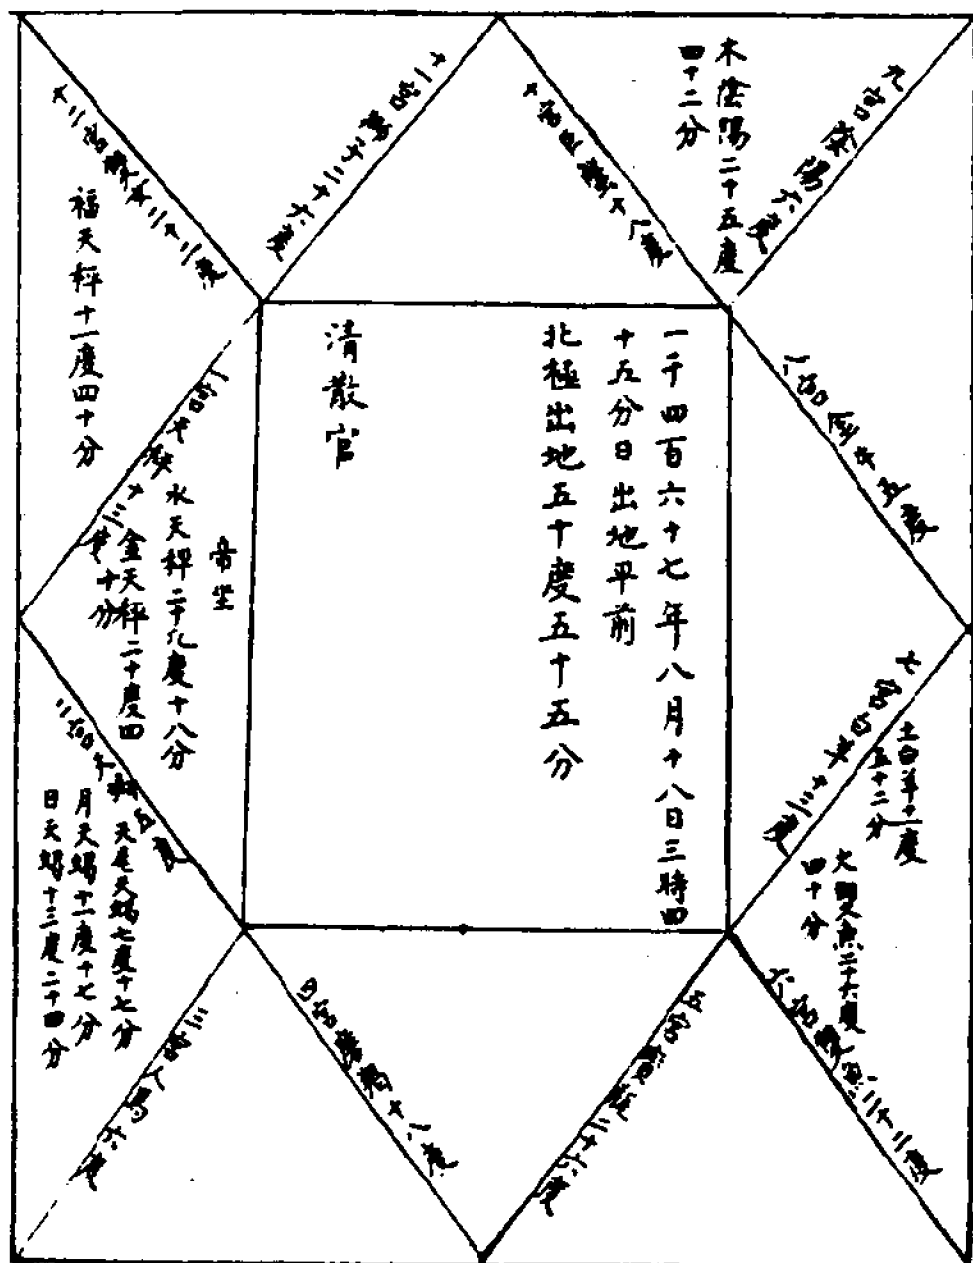 一千四百六十七年八月十八日三時四
十五分日出地平前
北極出地五十度五十五分
清散官
木陰陽二十五度
四十二分
九宮陰陽六度
八宮金牛五度
七宮白羊十三度
土白羊十一度
五十二分
火雙魚二十六度
四十分
六宮雙魚二十二度
五宮寶瓶二十六度
四宮磨羯十八度
三宮人馬六度
天尾天蝎七度十七分
月天蝎十一度十七分
日天蝎十三度二十四分
二宮天蝎五度
水天秤二十八度十八分
金天秤二十度四
十分
一宮天秤十三度
福天秤十一度四十分
十二宮雙女二十二度
十一宮獅子二十六度
十宮巨蟹十八度